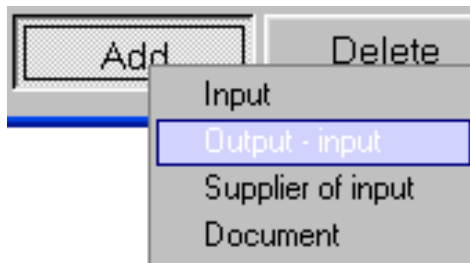 Add Delete
Input
Output - input
Supplier of input
Document